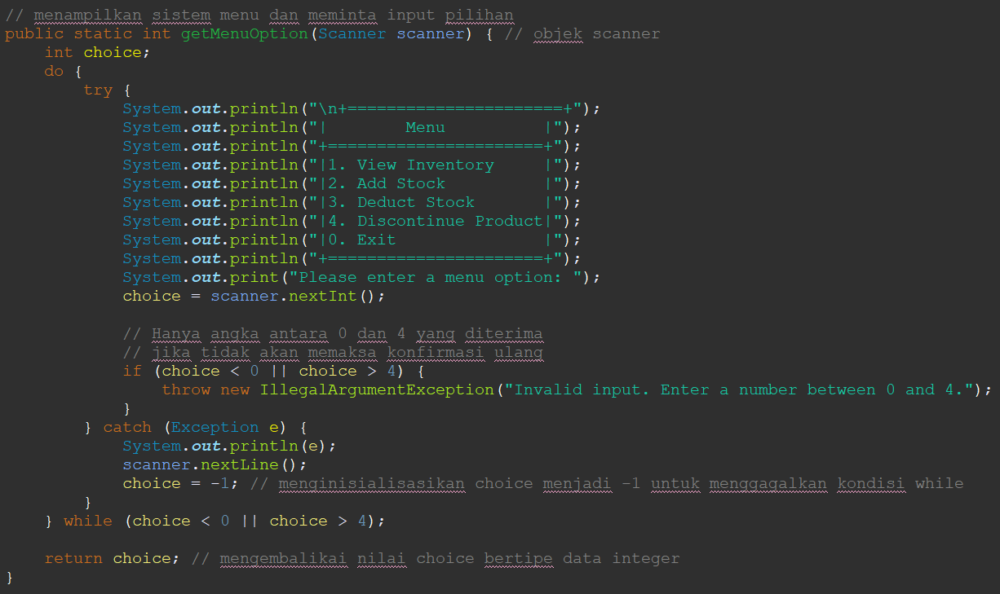 // menampilkan sistem menu dan meminta input pilihan
public static int getMenuOption(Scanner scanner) { // objek scanner
    int choice;
    do {
        try {
            System.out.println("\n+======================+");
            System.out.println("|        Menu          |");
            System.out.println("+======================+");
            System.out.println("|1. View Inventory     |");
            System.out.println("|2. Add Stock          |");
            System.out.println("|3. Deduct Stock       |");
            System.out.println("|4. Discontinue Product|");
            System.out.println("|0. Exit               |");
            System.out.println("+======================+");
            System.out.print("Please enter a menu option: ");
            choice = scanner.nextInt();

            // Hanya angka antara 0 dan 4 yang diterima
            // jika tidak akan memaksa konfirmasi ulang
            if (choice < 0 || choice > 4) {
                throw new IllegalArgumentException("Invalid input. Enter a number between 0 and 4.");
            }
        } catch (Exception e) {
            System.out.println(e);
            scanner.nextLine();
            choice = -1; // menginisialisasikan choice menjadi -1 untuk menggagalkan kondisi while
        }
    } while (choice < 0 || choice > 4);

    return choice; // mengembalikai nilai choice bertipe data integer
}